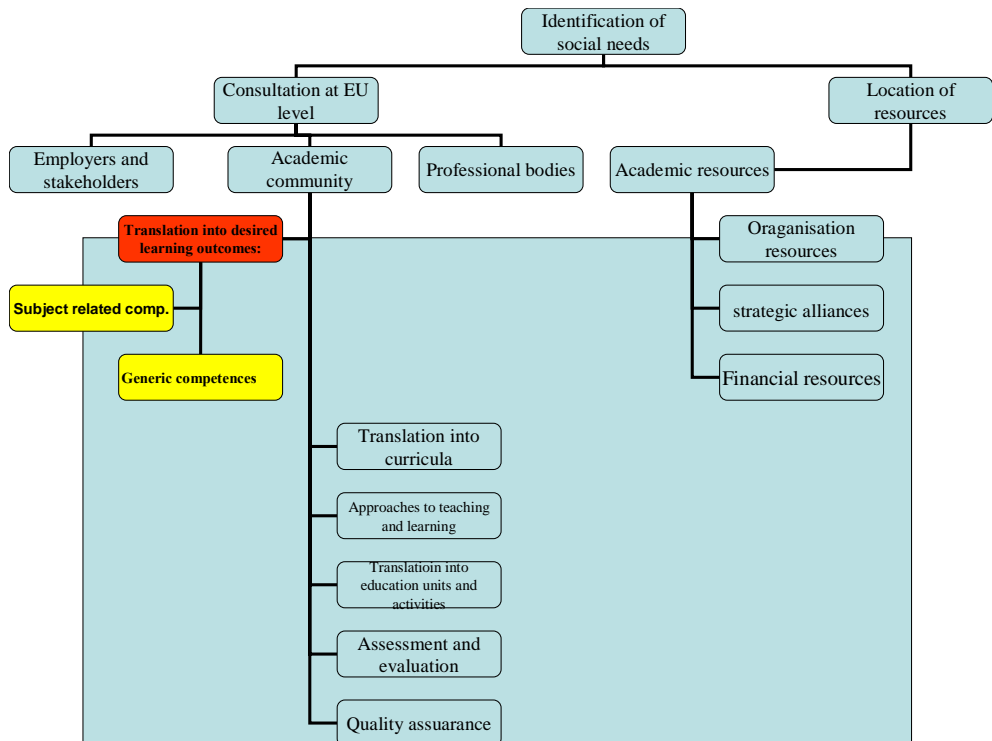 Identification of
social needs
Consultation at EU
level
Location of
resources
Employers and
stakeholders
Academic
community
Professional bodies
Academic resources
Translation into desired
learning outcomes:
Oraganisation
resources
Subject related comp.
strategic alliances
Generic competences
Financial resources
Translation into
curricula
Approaches to teaching
and learning
Translatioin into
education units and
activities
Assessment and
evaluation
Quality assuarance